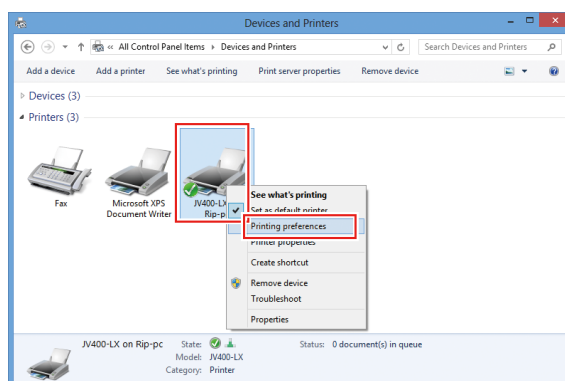 Devices and Printers
« All Control Panel Items Devices and Printers
Search Devices and Printers
Add a device Add a printer See what's printing Print server properties Remove device
Devices (3)
Printers (3)
Fax
Microsoft XPS
Document Writer
JV400-L
Rip-p
See what's printing
Set as default printer
Printing preferences
Printer properties
Create shortcut
Remove device
Troubleshoot
Properties
JV400-LX on Rip-pc State: Status: 0 document(s) in queue
Model: JV400-LX
Category: Printer